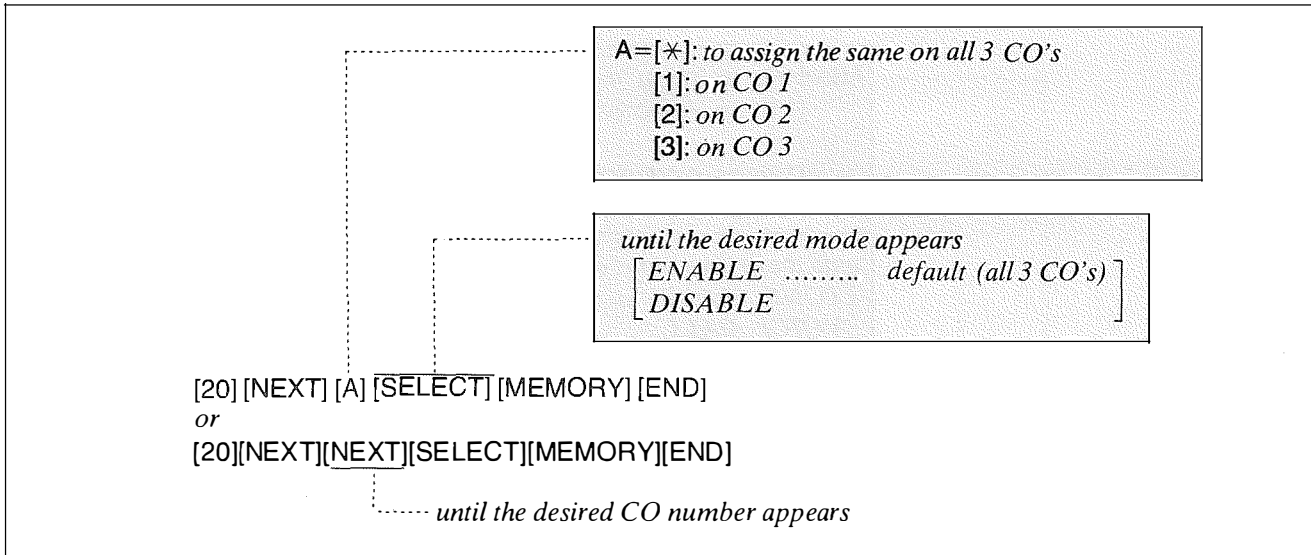 A=[✳]: to assign the same on all 3 CO's
[1]: on CO 1
[2]: on CO 2
[3]: on CO 3
until the desired mode appears
ENABLE ......... default (all 3 CO's)
DISABLE
[20] [NEXT] [A] [SELECT] [MEMORY] [END]
or
[20][NEXT][NEXT][SELECT][MEMORY][END]
until the desired CO number appears